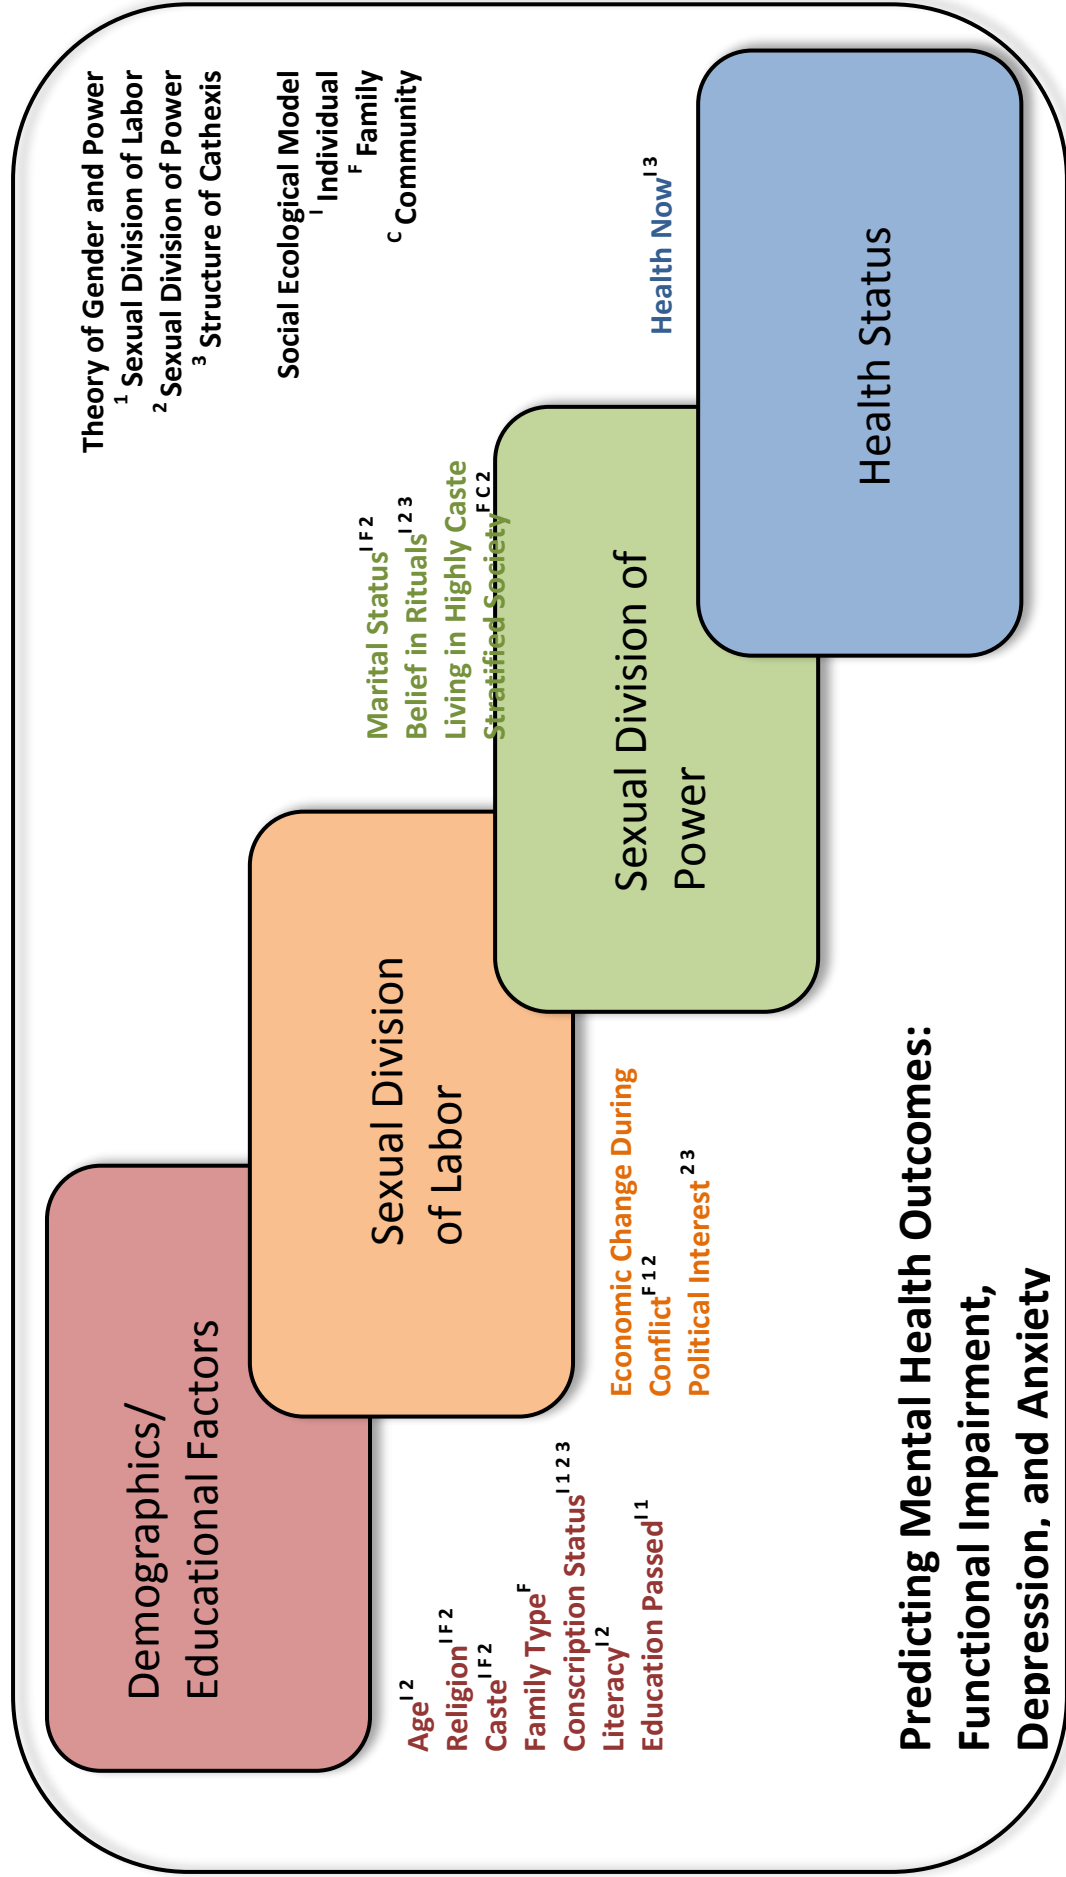 Demographics/
Educational Factors
Age^I 2
Religion^I F 2
Caste^I F 2
Family Type^F
Conscription Status^I 1 2 3
Literacy^I 2
Education Passed^I 1
Sexual Division
of Labor
Economic Change During
Conflict^F 1 2
Political Interest ^2 3
Marital Status^I F 2
Belief in Rituals^I 2 3
Living in Highly Caste
Stratified Society^F C 2
Sexual Division of
Power
Theory of Gender and Power
^1 Sexual Division of Labor
^2 Sexual Division of Power
^3 Structure of Cathexis
Social Ecological Model
^I Individual
^F Family
^C Community
Health Now^I 3
Health Status
Predicting Mental Health Outcomes:
Functional Impairment,
Depression, and Anxiety